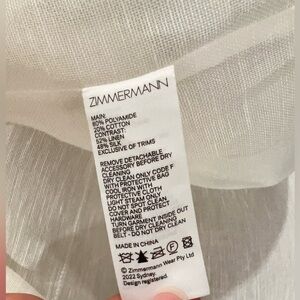 ZIMMERMANN
MAIN:
80% POLYAMIDE
20% COTTON
CONTRAST:
52% LINEN
48% SILK
EXCLUSIVE OF TRIMS
REMOVE DETACHABLE
ACCESSORY BEFORE DRY
CLEANING
DRY CLEAN ONLY CODE F
WITH PROTECTIVE BAG
COOL IRON WITH
PROTECTIVE CLOTH
LIGHT STEAM ONLY
DO NOT SPOT CLEAN
COVER AND PROTECT
HARDWARE
TURN GARMENT INSIDE OUT
BEFORE DRY CLEANING
BELT - DO NOT DRY CLEAN
MADE IN CHINA
F
© Zimmermann Wear Pty Ltd
2022 Sydney.
Design registered.